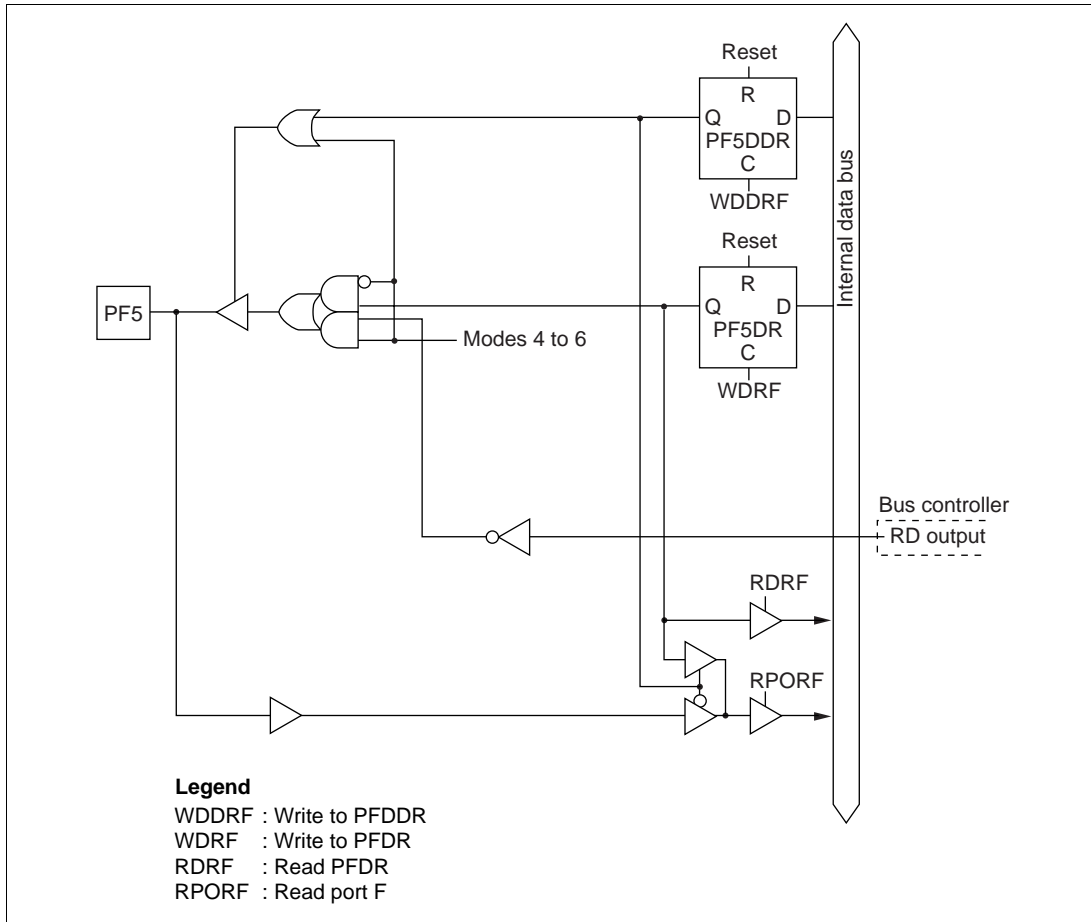 Reset
R
Q D
PF5DDR
C
WDDRF
Internal data bus
Reset
R
Q D
PF5DR
C
WDRF
PF5
Modes 4 to 6
Bus controller
RD output
RDRF
RPORF
Legend
WDDRF : Write to PFDDR
WDRF : Write to PFDR
RDRF : Read PFDR
RPORF : Read port F